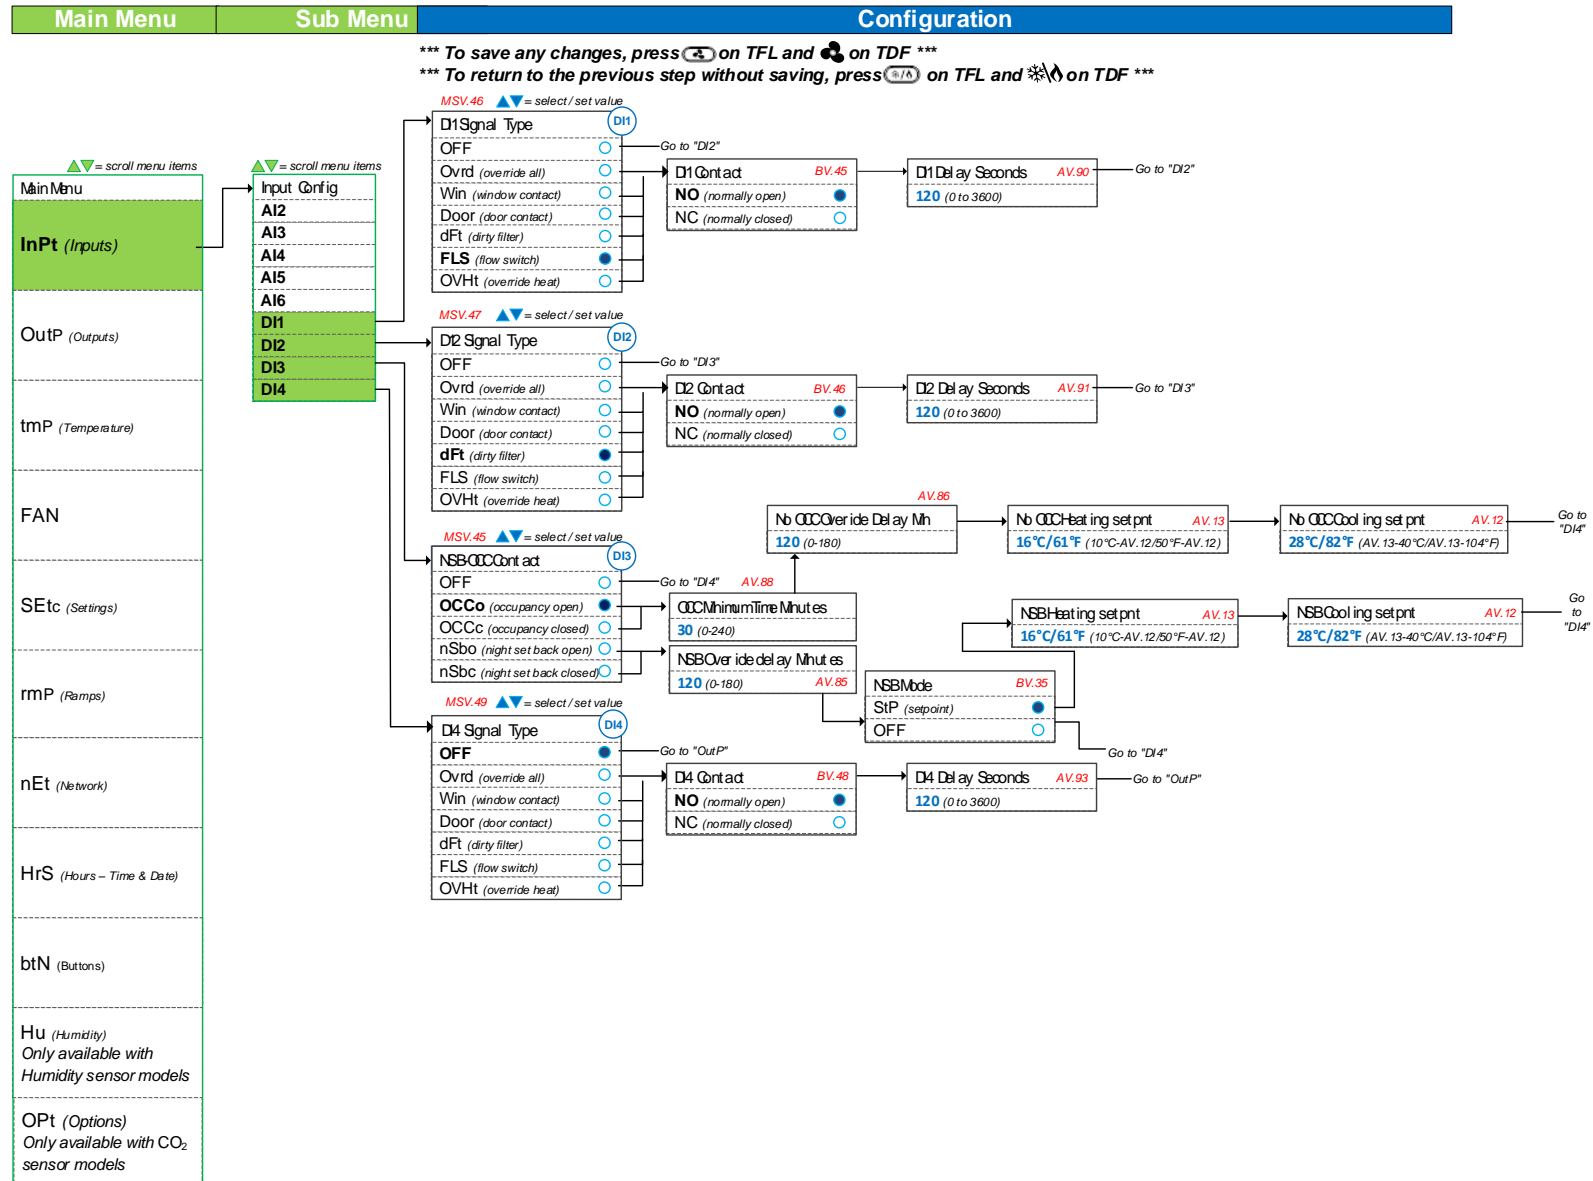 Main Menu
Sub Menu
Configuration
*** To save any changes, press on TFL and on TDF ***
*** To return to the previous step without saving, press on TFL and on TDF ***
= scroll menu items
Main Menu
InPt (Inputs)
OutP (Outputs)
tmP (Temperature)
FAN
SEtc (Settings)
rmP (Ramps)
nEt (Network)
HrS (Hours – Time & Date)
btN (Buttons)
Hu (Humidity)
Only available with
Humidity sensor models
OPt (Options)
Only available with CO₂
sensor models
= scroll menu items
Input Config
AI2
AI3
AI4
AI5
AI6
DI1
DI2
DI3
DI4
MSV.46 ▲▼ = select / set value
DI1 Signal Type
DI1
OFF
Go to "DI2"
Ovrd (override all)
Win (window contact)
Door (door contact)
dFt (dirty filter)
FLS (flow switch)
OVHt (override heat)
DI1 Contact BV.45
NO (normally open)
NC (normally closed)
DI1 Delay Seconds AV.90
120 (0 to 3600)
Go to "DI2"
MSV.47 ▲▼ = select / set value
DI2 Signal Type
DI2
OFF
Go to "DI3"
Ovrd (override all)
Win (window contact)
Door (door contact)
dFt (dirty filter)
FLS (flow switch)
OVHt (override heat)
DI2 Contact BV.46
NO (normally open)
NC (normally closed)
DI2 Delay Seconds AV.91
120 (0 to 3600)
Go to "DI3"
MSV.45 ▲▼ = select / set value
NSB-OCC Contact
DI3
OFF
Go to "DI4"
OCCo (occupancy open)
OCCc (occupancy closed)
nSbo (night set back open)
nSbc (night set back closed)
AV.88
OCC Minimum Time Minutes
30 (0-240)
AV.86
No OCC Override Delay Min
120 (0-180)
No OCC Heating setpnt AV.13
16°C/61°F (10°C-AV.12/50°F-AV.12)
No OCC Cooling setpnt AV.12
28°C/82°F (AV.13-40°C/AV.13-104°F)
Go to
"DI4"
NSB Override delay Minutes
120 (0-180) AV.85
NSB Mode BV.35
StP (setpoint)
OFF
Go to "DI4"
NSB Heating setpnt AV.13
16°C/61°F (10°C-AV.12/50°F-AV.12)
NSB Cooling setpnt AV.12
28°C/82°F (AV.13-40°C/AV.13-104°F)
Go
to
"DI4"
MSV.49 ▲▼ = select / set value
DI4 Signal Type
DI4
OFF
Go to "OutP"
Ovrd (override all)
Win (window contact)
Door (door contact)
dFt (dirty filter)
FLS (flow switch)
OVHt (override heat)
DI4 Contact BV.48
NO (normally open)
NC (normally closed)
DI4 Delay Seconds AV.93
120 (0 to 3600)
Go to "OutP"